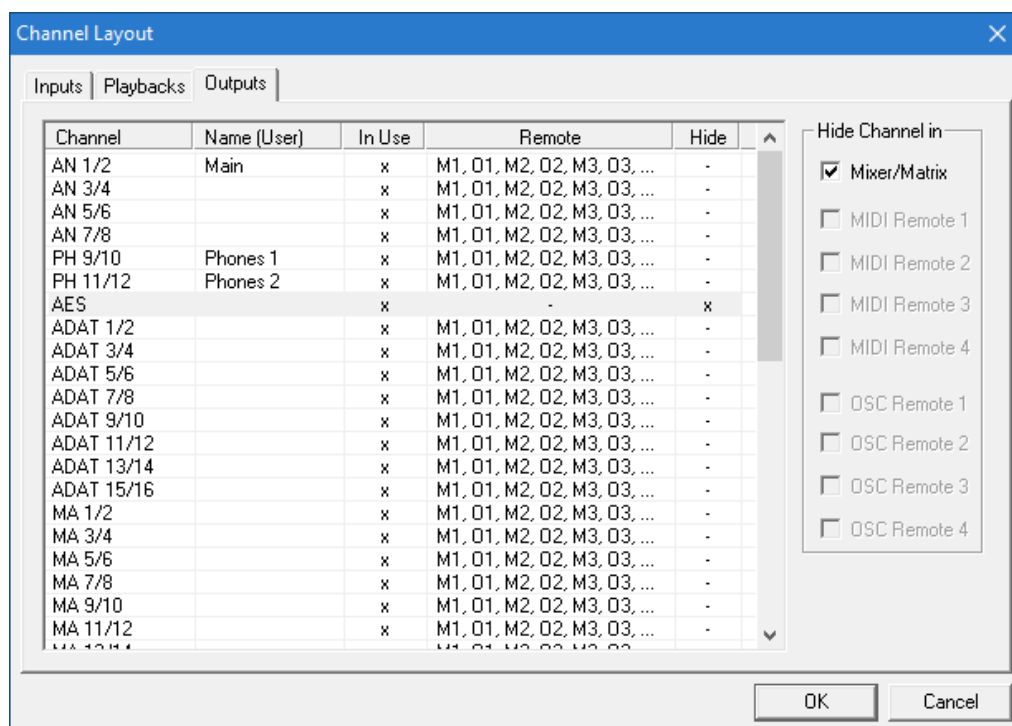 Channel Layout
Inputs Playbacks Outputs
Channel Name (User) In Use Remote Hide
AN 1/2 Main x M1, O1, M2, O2, M3, O3, ... -
AN 3/4 x M1, O1, M2, O2, M3, O3, ... -
AN 5/6 x M1, O1, M2, O2, M3, O3, ... -
AN 7/8 x M1, O1, M2, O2, M3, O3, ... -
PH 9/10 Phones 1 x M1, O1, M2, O2, M3, O3, ... -
PH 11/12 Phones 2 x M1, O1, M2, O2, M3, O3, ... -
AES x - x
ADAT 1/2 x M1, O1, M2, O2, M3, O3, ... -
ADAT 3/4 x M1, O1, M2, O2, M3, O3, ... -
ADAT 5/6 x M1, O1, M2, O2, M3, O3, ... -
ADAT 7/8 x M1, O1, M2, O2, M3, O3, ... -
ADAT 9/10 x M1, O1, M2, O2, M3, O3, ... -
ADAT 11/12 x M1, O1, M2, O2, M3, O3, ... -
ADAT 13/14 x M1, O1, M2, O2, M3, O3, ... -
ADAT 15/16 x M1, O1, M2, O2, M3, O3, ... -
MA 1/2 x M1, O1, M2, O2, M3, O3, ... -
MA 3/4 x M1, O1, M2, O2, M3, O3, ... -
MA 5/6 x M1, O1, M2, O2, M3, O3, ... -
MA 7/8 x M1, O1, M2, O2, M3, O3, ... -
MA 9/10 x M1, O1, M2, O2, M3, O3, ... -
MA 11/12 x M1, O1, M2, O2, M3, O3, ... -
Hide Channel in
Mixer/Matrix
MIDI Remote 1
MIDI Remote 2
MIDI Remote 3
MIDI Remote 4
OSC Remote 1
OSC Remote 2
OSC Remote 3
OSC Remote 4
OK Cancel